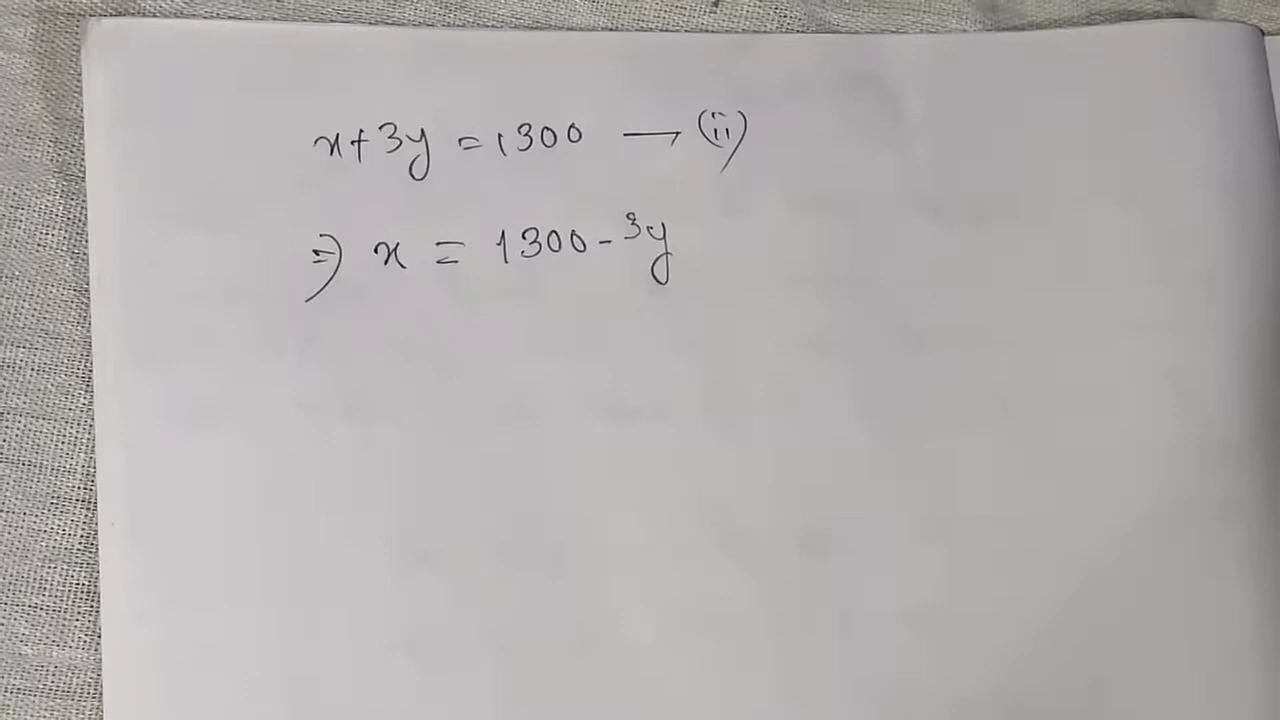 x+3y = 1300 → (ii)
⇒ x = 1300 - 3y